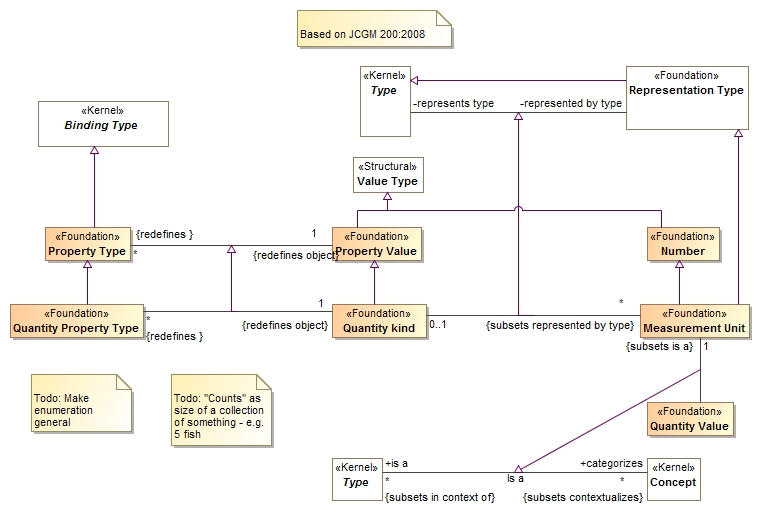 Based on JCGM 200:2008
«Kernel»
Type
«Foundation»
Representation Type
-represents type
-represented by type
«Kernel»
Binding Type
«Structural»
Value Type
«Foundation»
Property Type
{redefines }
*
1
{redefines object}
«Foundation»
Property Value
«Foundation»
Number
«Foundation»
Quantity Property Type
*
{redefines }
1
{redefines object}
«Foundation»
Quantity kind
0..1
*
{subsets represented by type}
«Foundation»
Measurement Unit
{subsets is a}
1
Todo: Make
enumeration
general
Todo: "Counts" as
size of a collection
of something - e.g.
5 fish
«Foundation»
Quantity Value
«Kernel»
Type
+is a
*
{subsets in context of}
Is a
+categorizes
*
{subsets contextualizes}
«Kernel»
Concept